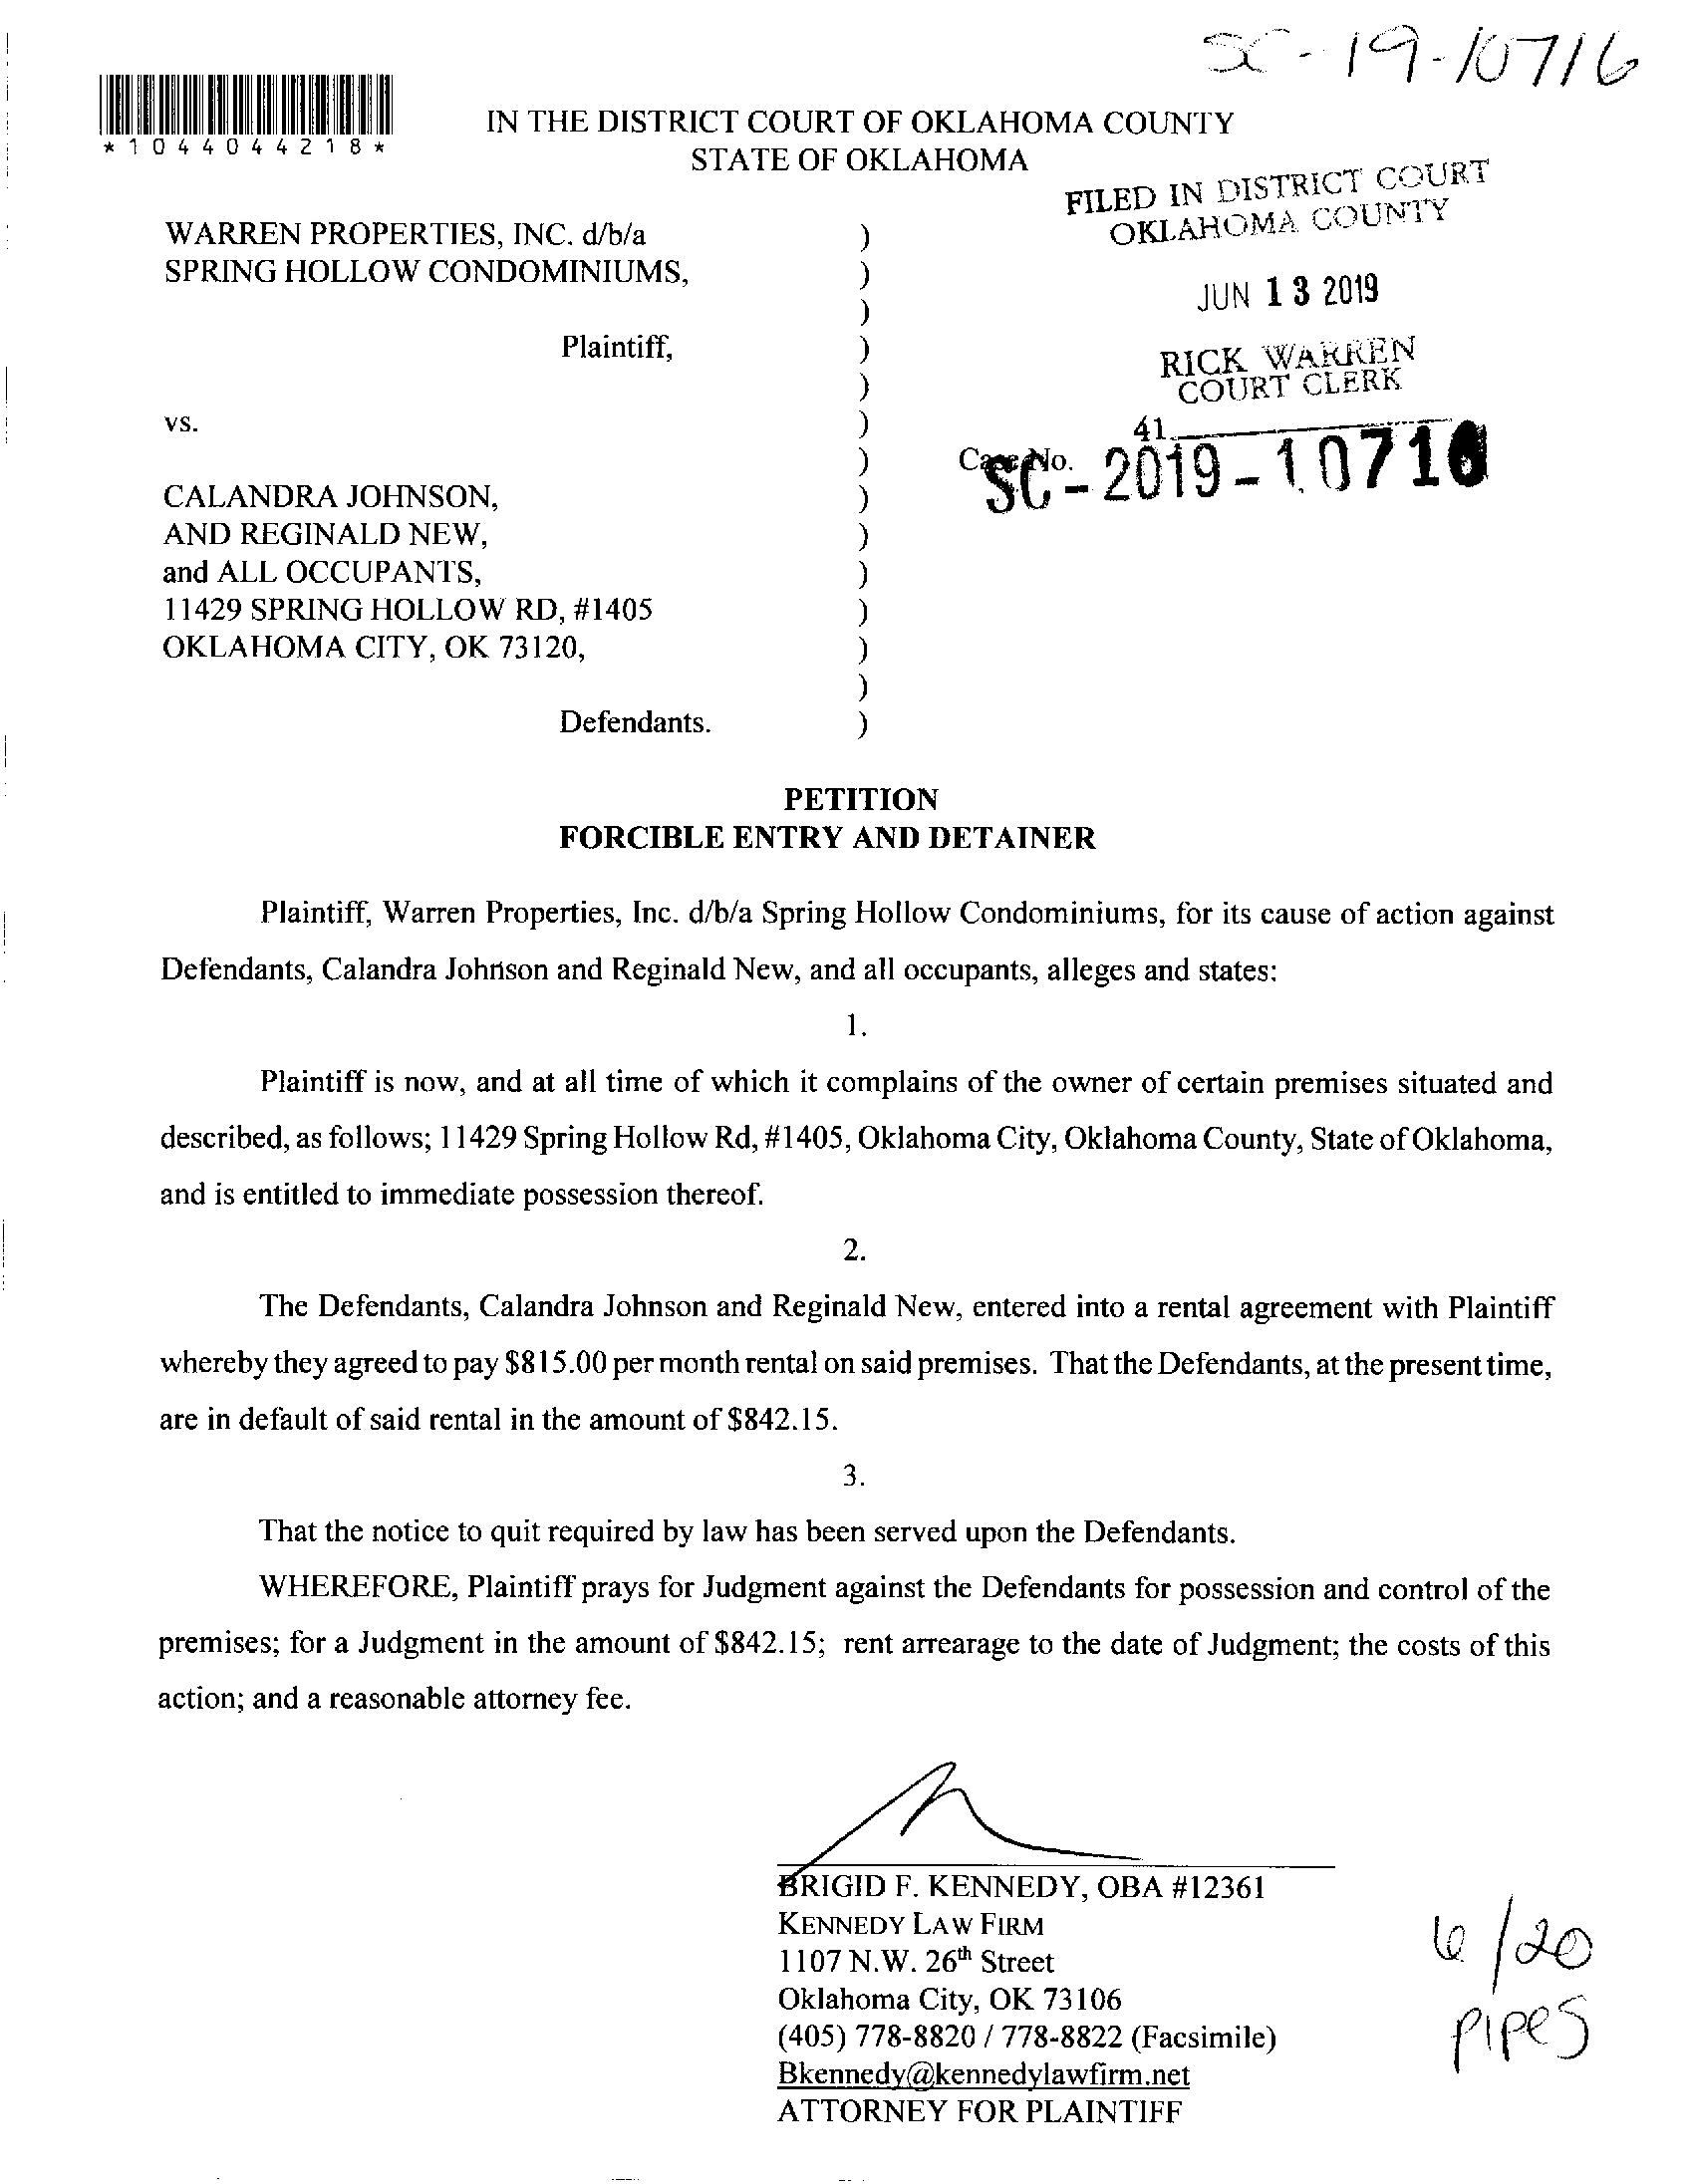 SC-19-10716
*1044044218*
IN THE DISTRICT COURT OF OKLAHOMA COUNTY
STATE OF OKLAHOMA
FILED IN DISTRICT COURT
OKLAHOMA COUNTY
JUN 13 2019
RICK WARREN
COURT CLERK
41
WARREN PROPERTIES, INC. d/b/a )
SPRING HOLLOW CONDOMINIUMS, )
)
Plaintiff, )
)
vs. )
) Case No.
SC-2019-10716
CALANDRA JOHNSON, )
AND REGINALD NEW, )
and ALL OCCUPANTS, )
11429 SPRING HOLLOW RD, #1405 )
OKLAHOMA CITY, OK 73120, )
)
Defendants. )
PETITION
FORCIBLE ENTRY AND DETAINER
Plaintiff, Warren Properties, Inc. d/b/a Spring Hollow Condominiums, for its cause of action against
Defendants, Calandra Johnson and Reginald New, and all occupants, alleges and states:
1.
Plaintiff is now, and at all time of which it complains of the owner of certain premises situated and
described, as follows; 11429 Spring Hollow Rd, #1405, Oklahoma City, Oklahoma County, State of Oklahoma,
and is entitled to immediate possession thereof.
2.
The Defendants, Calandra Johnson and Reginald New, entered into a rental agreement with Plaintiff
whereby they agreed to pay $815.00 per month rental on said premises. That the Defendants, at the present time,
are in default of said rental in the amount of $842.15.
3.
That the notice to quit required by law has been served upon the Defendants.
WHEREFORE, Plaintiff prays for Judgment against the Defendants for possession and control of the
premises; for a Judgment in the amount of $842.15; rent arrearage to the date of Judgment; the costs of this
action; and a reasonable attorney fee.
BRIGID F. KENNEDY, OBA #12361
KENNEDY LAW FIRM
1107 N.W. 26th Street
Oklahoma City, OK 73106
(405) 778-8820 / 778-8822 (Facsimile)
Bkennedy@kennedylawfirm.net
ATTORNEY FOR PLAINTIFF
6/20
PIPes